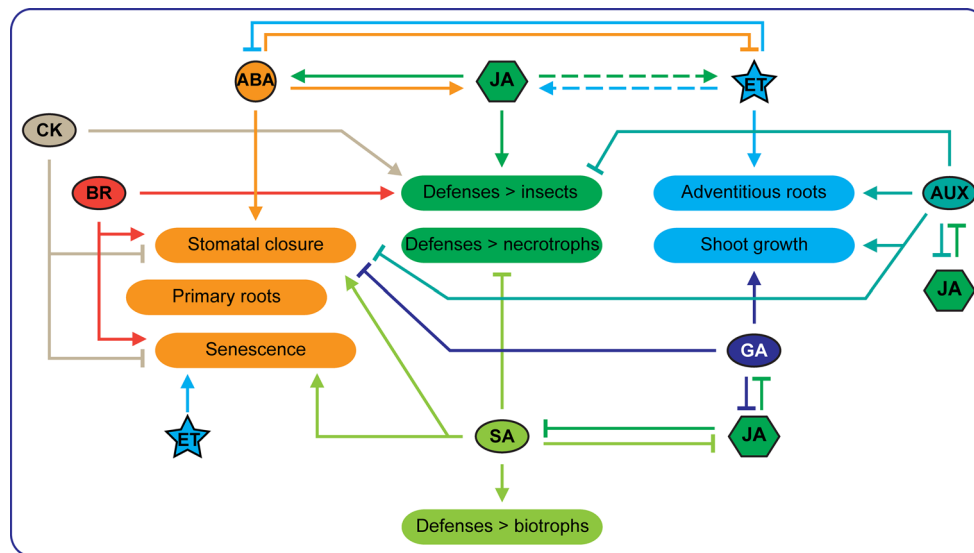 ABA
JA
ET
CK
BR
Defenses > insects
Adventitious roots
AUX
Stomatal closure
Defenses > necrotrophs
Shoot growth
Primary roots
JA
Senescence
GA
ET
SA
JA
Defenses > biotrophs